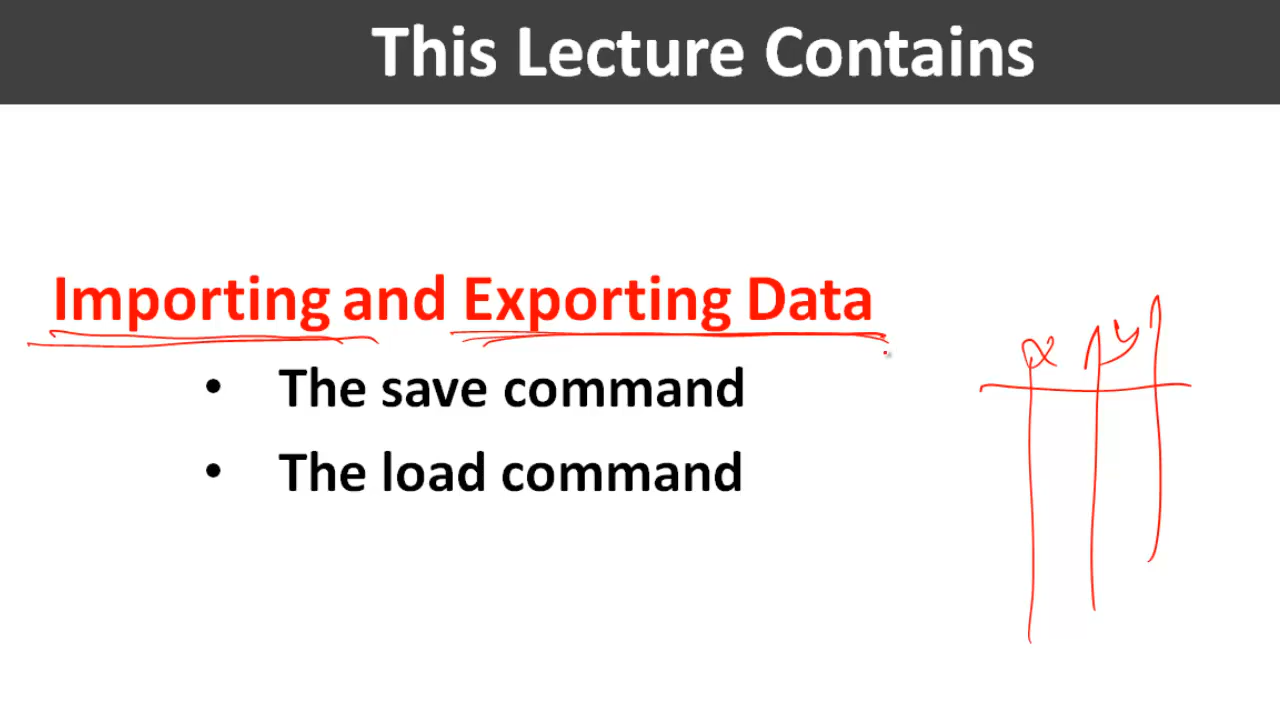 This Lecture Contains
Importing and Exporting Data
• The save command
• The load command
x y